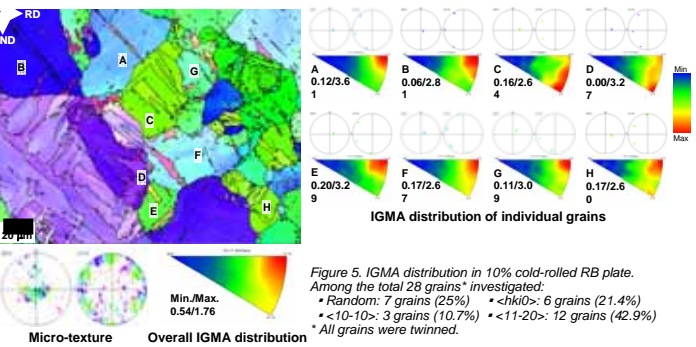 RD
ND
A
B
G
C
F
D
E
H
20 µm
A
0.12/3.6
1
B
0.06/2.8
1
C
0.16/2.6
4
D
0.00/3.2
7
Min
Max
E
0.20/3.2
9
F
0.17/2.6
7
G
0.11/3.0
9
H
0.17/2.6
0
IGMA distribution of individual grains
Min./Max.
0.54/1.76
Micro-texture
Overall IGMA distribution
Figure 5. IGMA distribution in 10% cold-rolled RB plate.
Among the total 28 grains* investigated:
▪ Random: 7 grains (25%) ▪ <hki0>: 6 grains (21.4%)
▪ <10-10>: 3 grains (10.7%) ▪ <11-20>: 12 grains (42.9%)
* All grains were twinned.